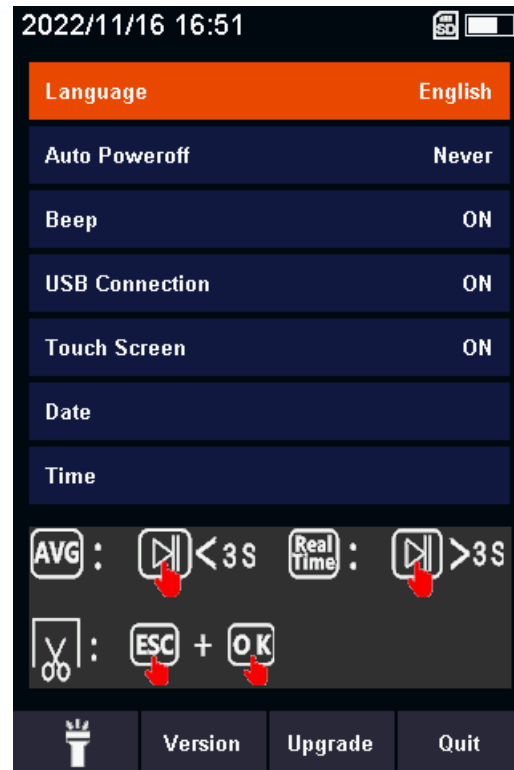 2022/11/16 16:51 SD
Language English
Auto Poweroff Never
Beep ON
USB Connection ON
Touch Screen ON
Date
Time
AVG : <3S Real Time : >3S
: ESC + OK
Version Upgrade Quit